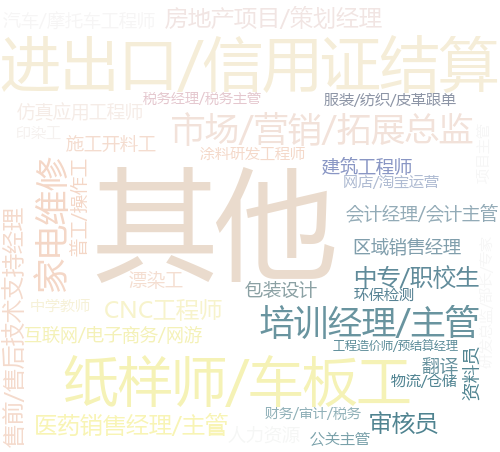 汽车/摩托车工程师
房地产项目/策划经理
进出口/信用证结算
税务经理/税务主管
服装/纺织/皮革跟单
仿真应用工程师
市场/营销/拓展总监
印染工
施工开料工
涂料研发工程师
建筑工程师
项目主管
家电维修
普工/操作工
其他
网店/淘宝运营
会计经理/会计主管
售前/售后技术支持经理
区域销售经理
漂染工
包装设计
中专/职校生
环保检测
中学教师
CNC工程师
培训经理/主管
互联网/电子商务/网游
工程造价师/预结算经理
纸样师/车板工
翻译
资料员
物流/仓储
医药销售经理/主管
财务/审计/税务
审核员
人力资源
公关主管